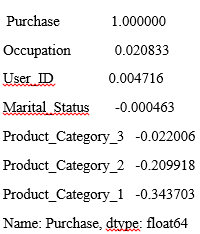 Purchase 1.000000
Occupation 0.020833
User_ID 0.004716
Marital_Status -0.000463
Product_Category_3 -0.022006
Product_Category_2 -0.209918
Product_Category_1 -0.343703
Name: Purchase, dtype: float64